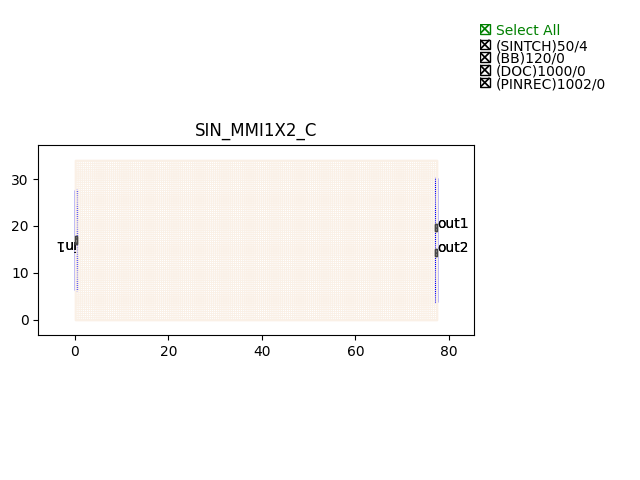 Select All
(SINTCH)50/4
(BB)120/0
(DOC)1000/0
(PINREC)1002/0
SIN_MMI1X2_C
30
20
10
0
in1
out1
out2
0 20 40 60 80